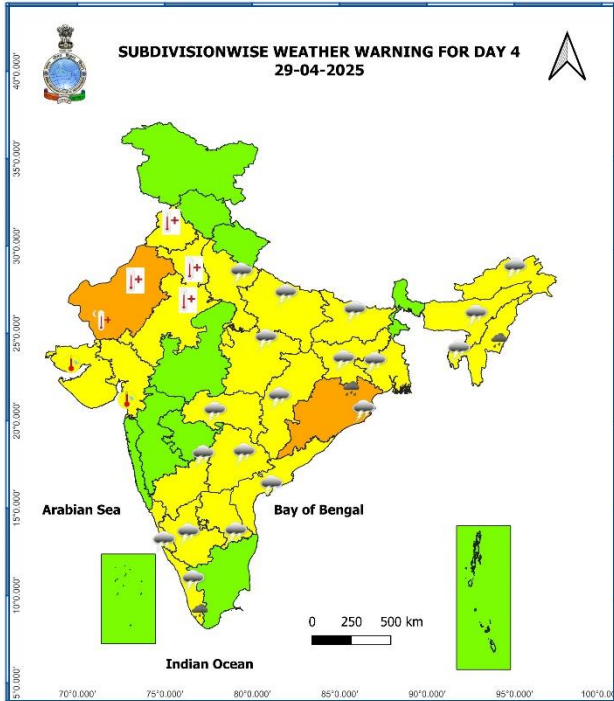 SUBDIVISIONWISE WEATHER WARNING FOR DAY 4
29-04-2025
40°0.000'
35°0.000'
30°0.000'
25°0.000'
20°0.000'
Arabian Sea
Bay of Bengal
15°0.000'
10°0.000'
0 250 500 km
Indian Ocean
5°0.000'
70°0.000' 75°0.000' 80°0.000' 85°0.000' 90°0.000' 95°0.000' 100°0.000'